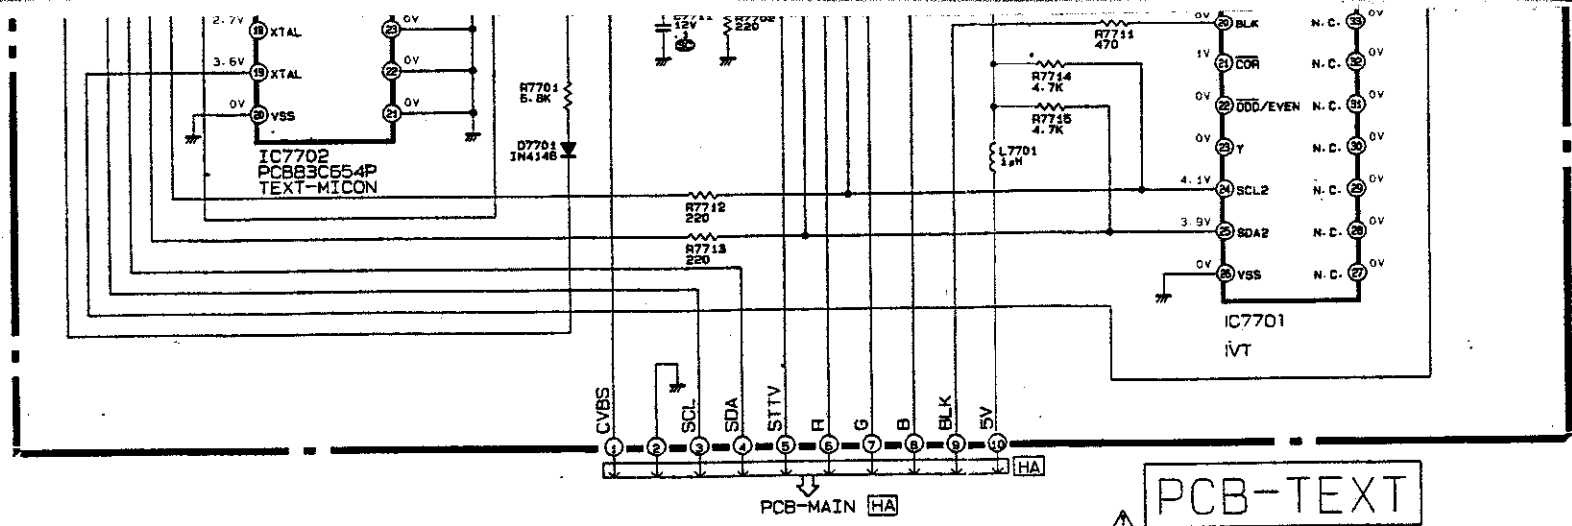 2.7V 18 XTAL
3.6V 19 XTAL
0V 20 VSS
23
22 0V
21 0V
IC7702
PCB83C654P
TEXT-MICON
R7701
5.8K
D7701
IN4148
12V
220
R7712
220
R7713
220
R7711
470
R7714
4.7K
R7715
4.7K
L7701
1µH
0V 20 BLK N.C. 33 0V
1V 21 COR N.C. 32 0V
0V 22 ODD/EVEN N.C. 31 0V
0V 23 Y N.C. 30 0V
4.1V 24 SCL2 N.C. 29 0V
3.9V 25 SDA2 N.C. 28 0V
0V 26 VSS N.C. 27 0V
IC7701
IVT
CVBS SCL SDA STTV R G B BLK 5V
1 2 3 4 5 6 7 8 9 10
HA
PCB-MAIN HA
PCB-TEXT